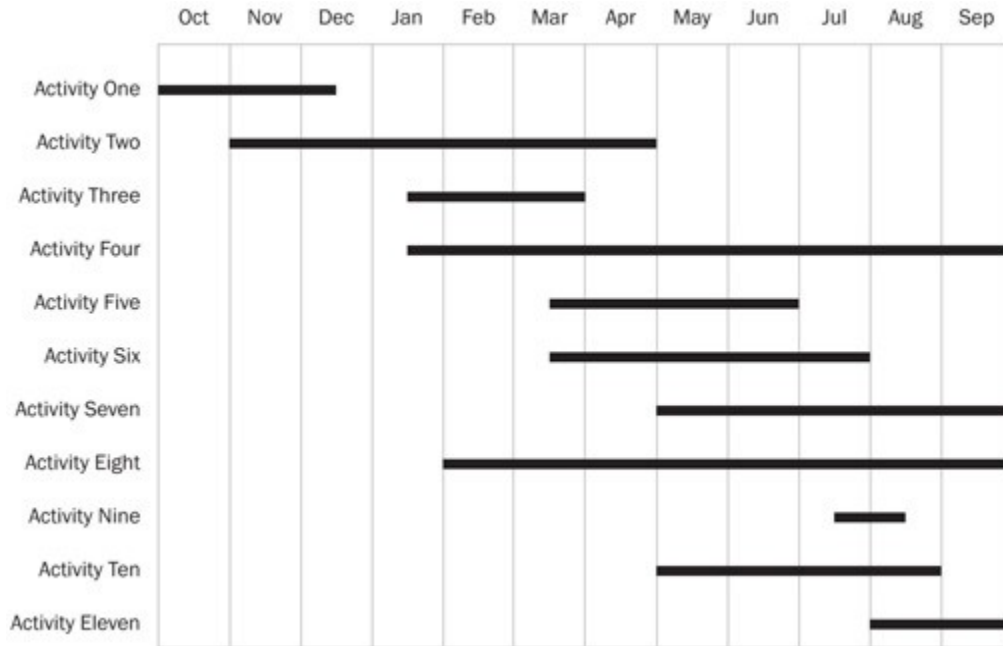 Oct Nov Dec Jan Feb Mar Apr May Jun Jul Aug Sep
Activity One
Activity Two
Activity Three
Activity Four
Activity Five
Activity Six
Activity Seven
Activity Eight
Activity Nine
Activity Ten
Activity Eleven